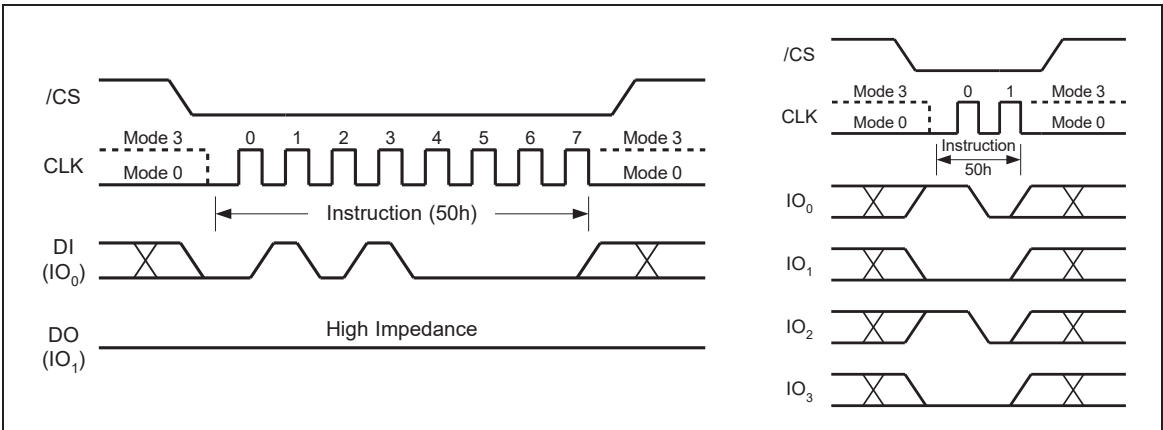 /CS
Mode 3 0 1 2 3 4 5 6 7 Mode 3
CLK Mode 0 Mode 0
Instruction (50h)
DI
(IO0)
High Impedance
DO
(IO1)
/CS
Mode 3 0 1 Mode 3
CLK Mode 0 Mode 0
Instruction
50h
IO0
IO1
IO2
IO3